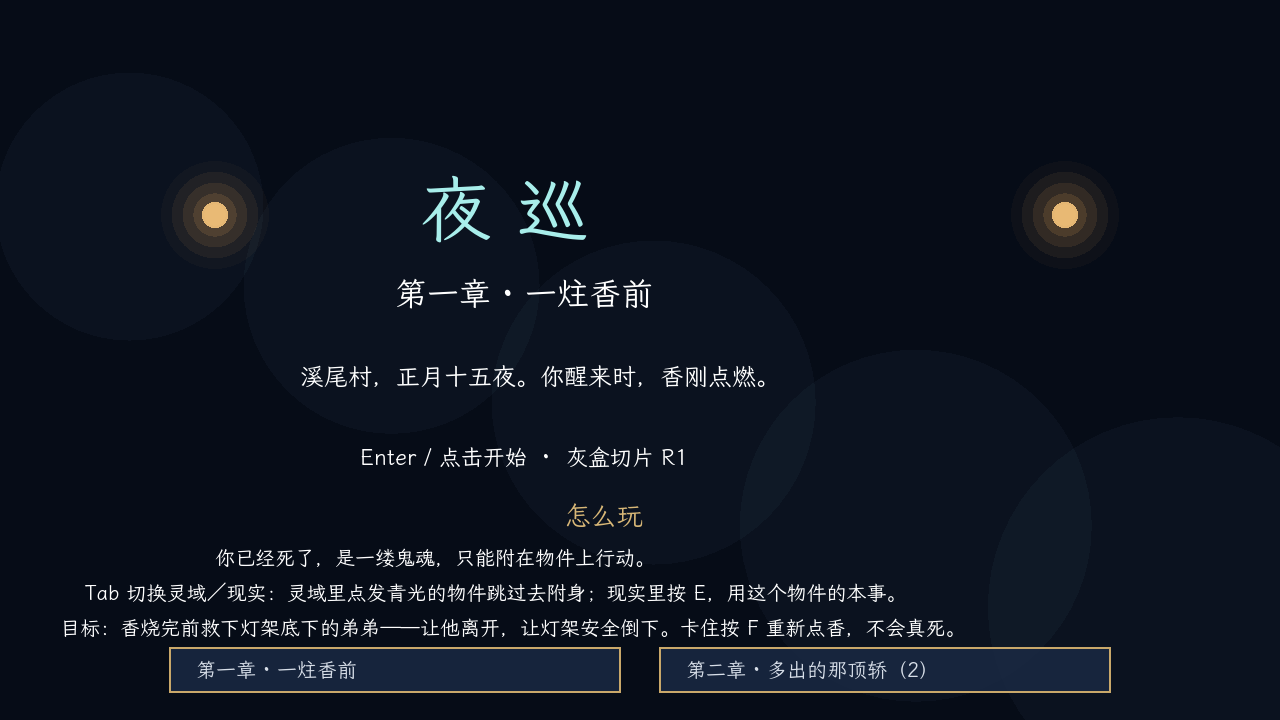 夜 巡
第一章·一炷香前
溪尾村，正月十五夜。你醒来时，香刚点燃。
Enter / 点击开始 · 灰盒切片 R1
怎么玩
你已经死了，是一缕鬼魂，只能附在物件上行动。
Tab 切换灵域／现实：灵域里点发青光的物件跳过去附身；现实里按 E，用这个物件的本事。
目标：香烧完前救下灯架底下的弟弟——让他离开，让灯架安全倒下。卡住按 F 重新点香，不会真死。
第一章·一炷香前
第二章·多出的那顶轿（2）